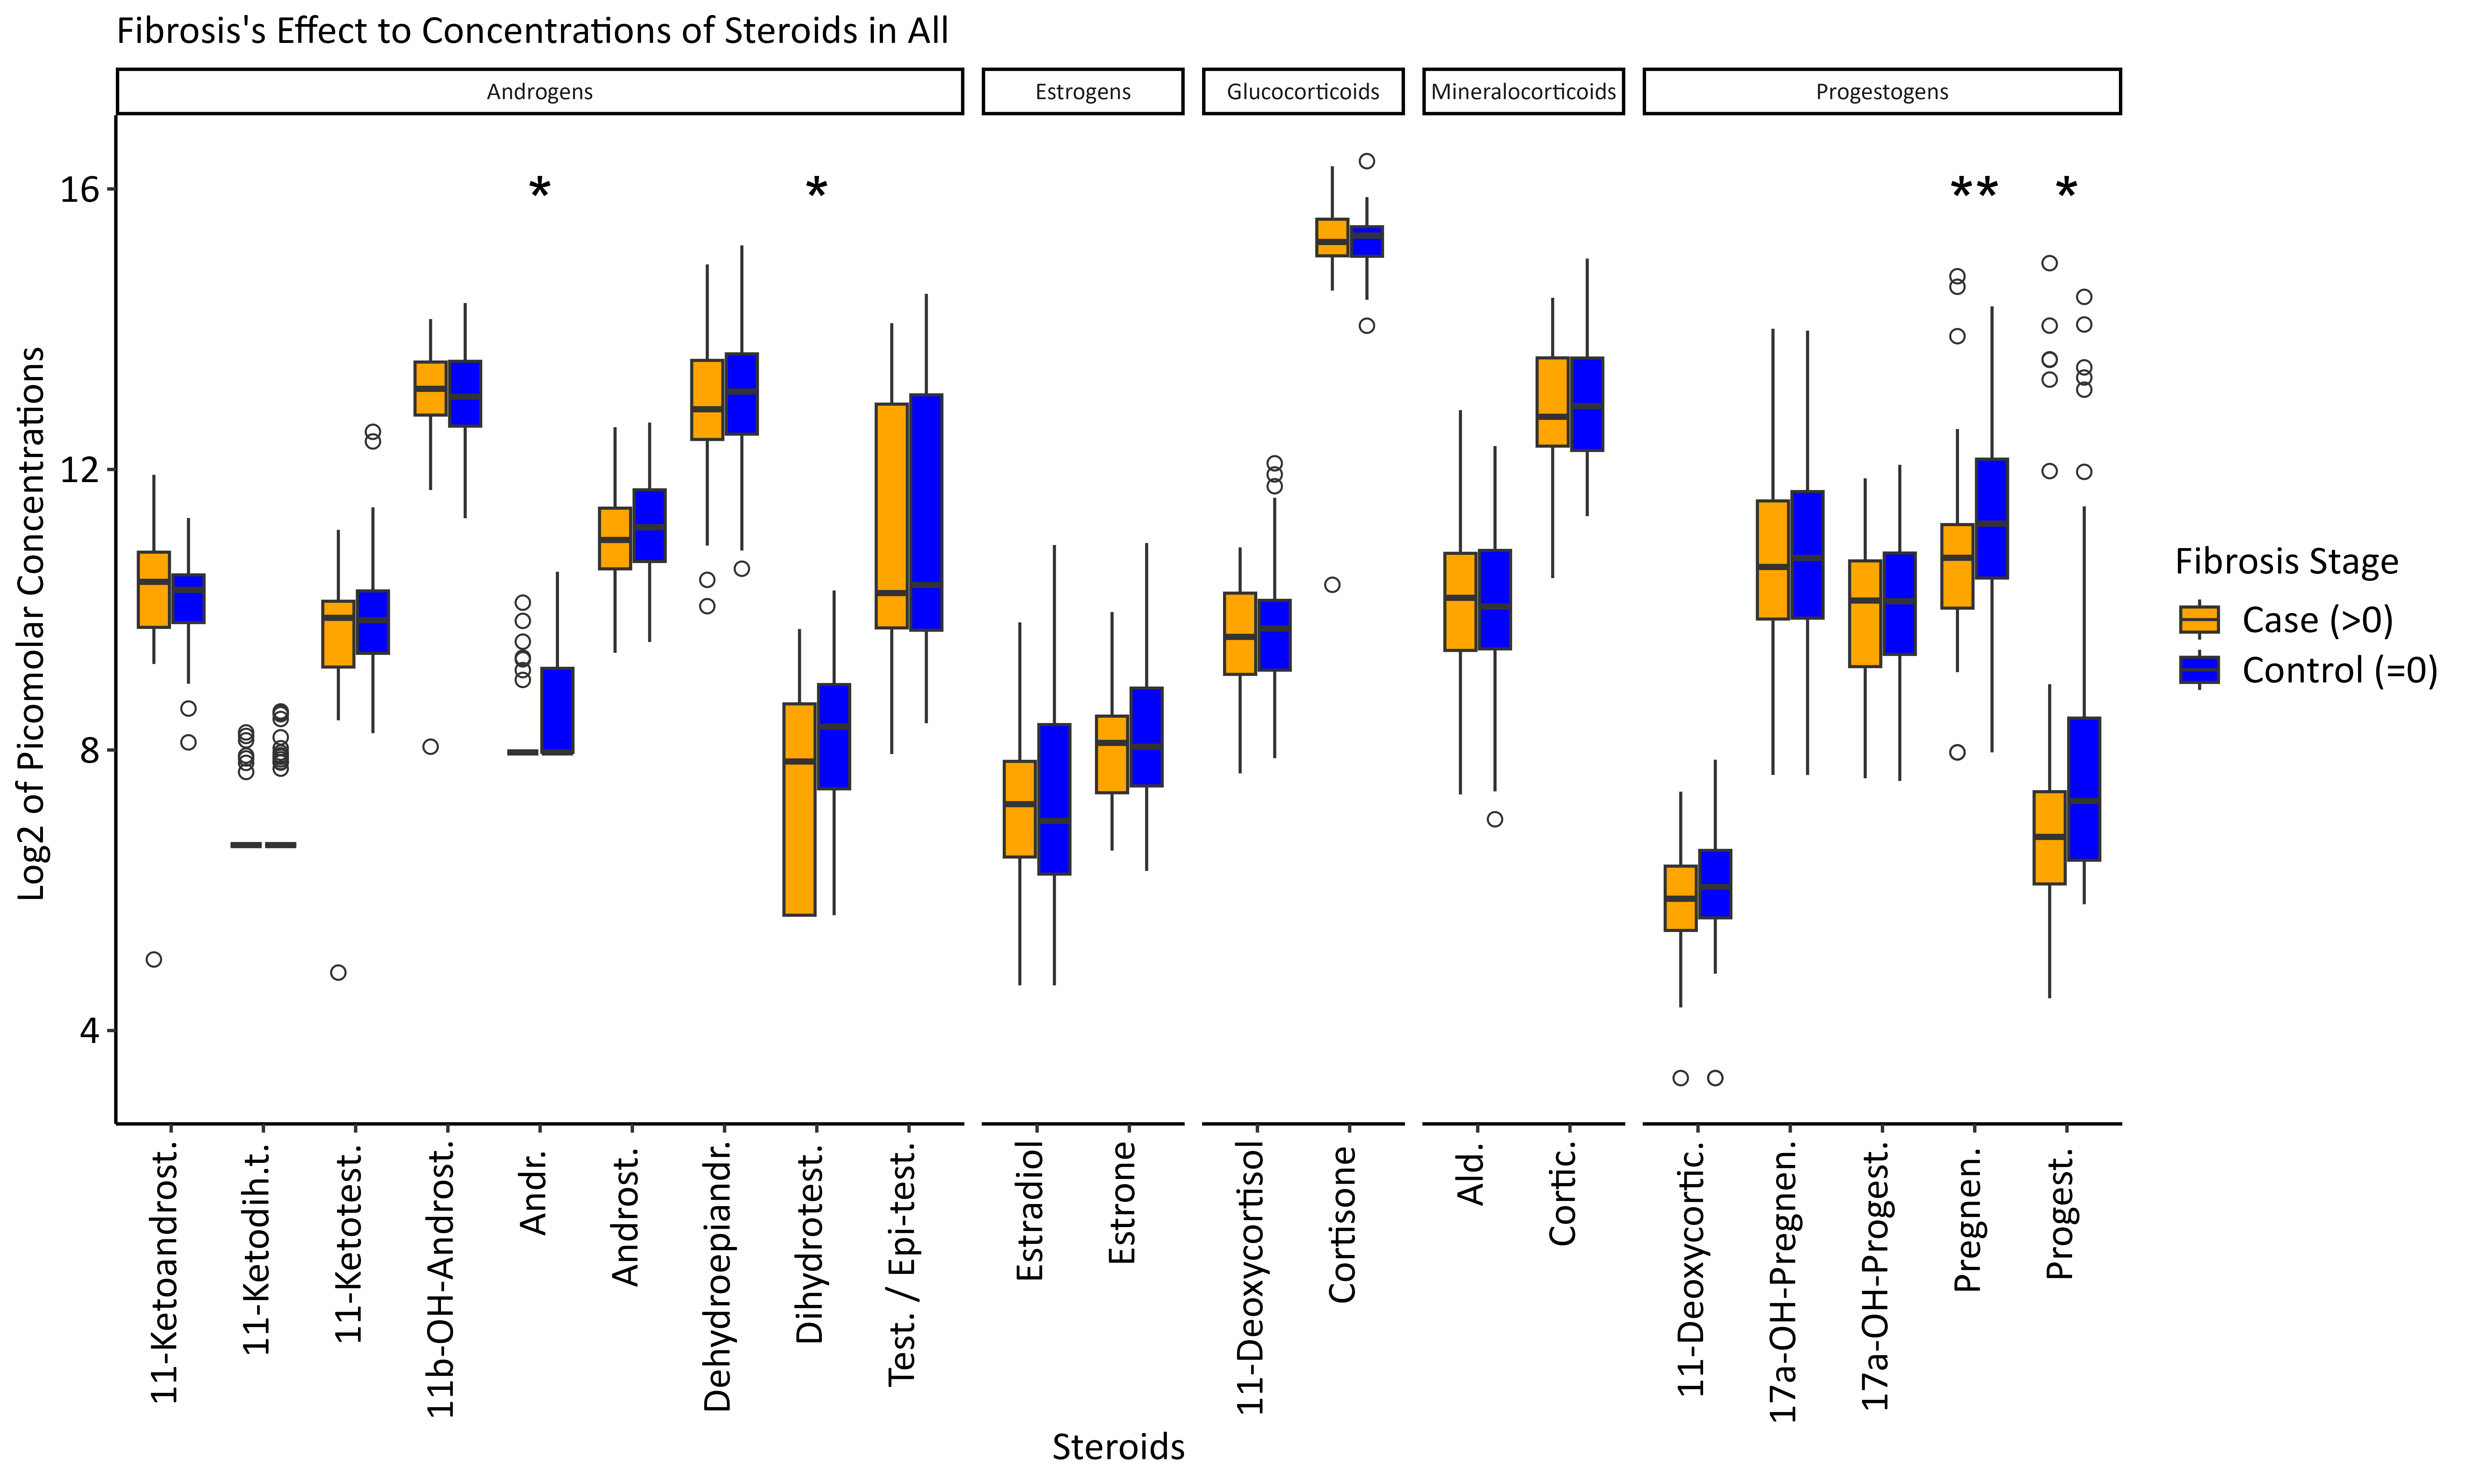 Fibrosis's Effect to Concentrations of Steroids in All
Androgens
Estrogens
Glucocorticoids
Mineralocorticoids
Progestogens
Log2 of Picomolar Concentrations
16
12
8
4
*
*
**
*
11-Ketoandrost.
11-Ketodih.t.
11-Ketotest.
11b-OH-Androst.
Andr.
Androst.
Dehydroepiandr.
Dihydrotest.
Test. / Epi-test.
Estradiol
Estrone
11-Deoxycortisol
Cortisone
Ald.
Cortic.
11-Deoxycortic.
17a-OH-Pregnen.
17a-OH-Progest.
Pregnen.
Progest.
Steroids
Fibrosis Stage
Case (>0)
Control (=0)